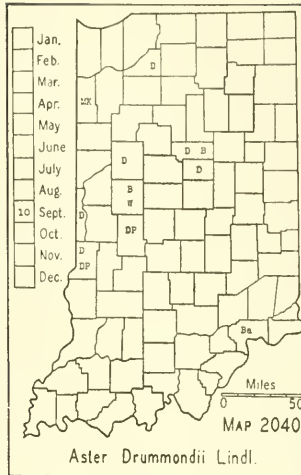 Jan.
Feb.
Mar.
Apr.
May
June
July
Aug.
10 Sept.
Oct.
Nov.
Dec.
D
MK
D B
D
D
B
W
D
DP
D
DP
Ba
Miles
0 50
MAP 2040
Aster Drummondii Lindl.